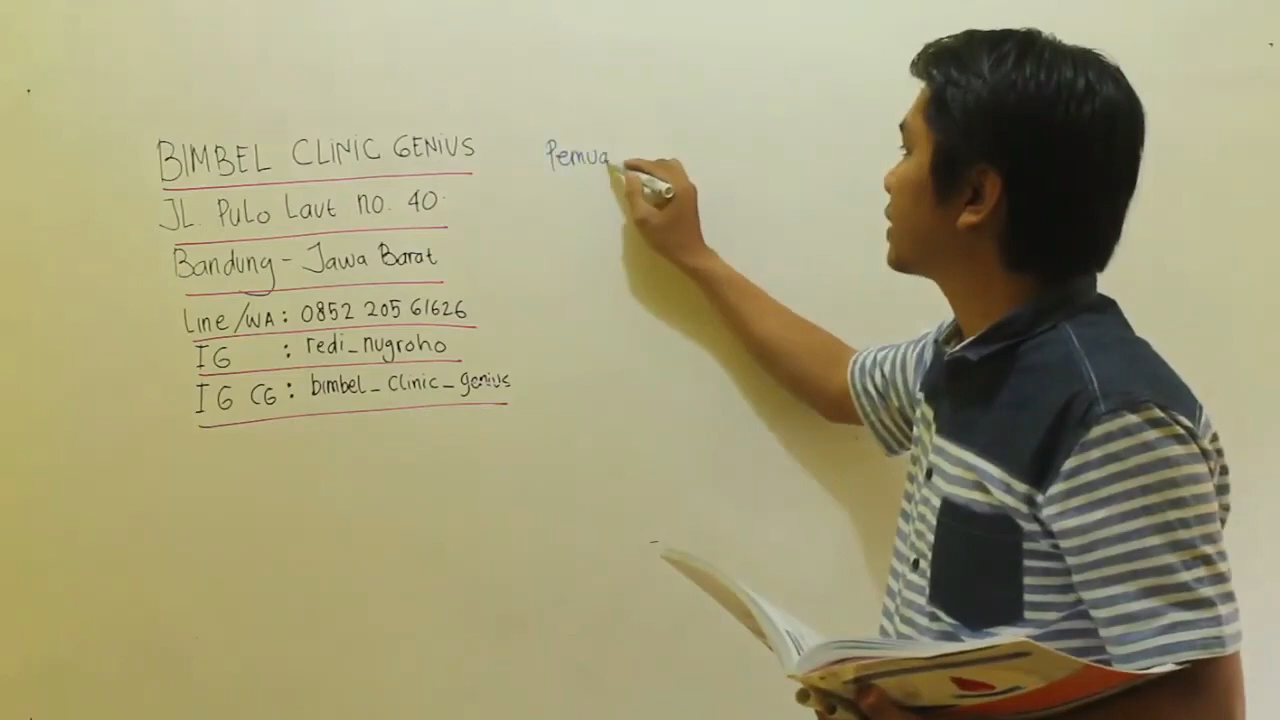 BIMBEL CLINIC GENIUS
JL. Pulo Laut no. 40
Bandung - Jawa Barat
Line/WA : 0852 205 61626
IG : redi_nugroho
IG CG : bimbel_clinic_genius
Pemua